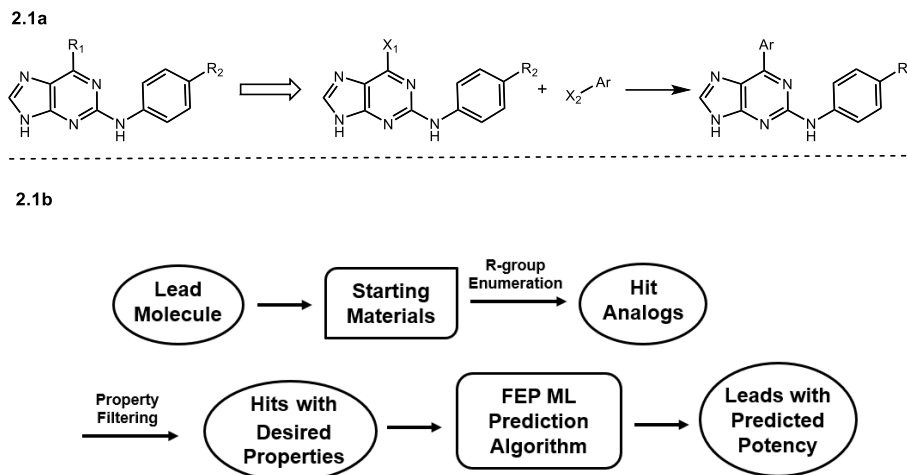 2.1a
R1
X1
Ar
R2
R2
R
N
N
N
N
N
N
X2
Ar
+
N
H
N
N
H
N
H
N
N
H
N
H
N
N
H
2.1b
Lead
Molecule
Starting
Materials
R-group
Enumeration
Hit
Analogs
Property
Filtering
Hits with
Desired
Properties
FEP ML
Prediction
Algorithm
Leads with
Predicted
Potency